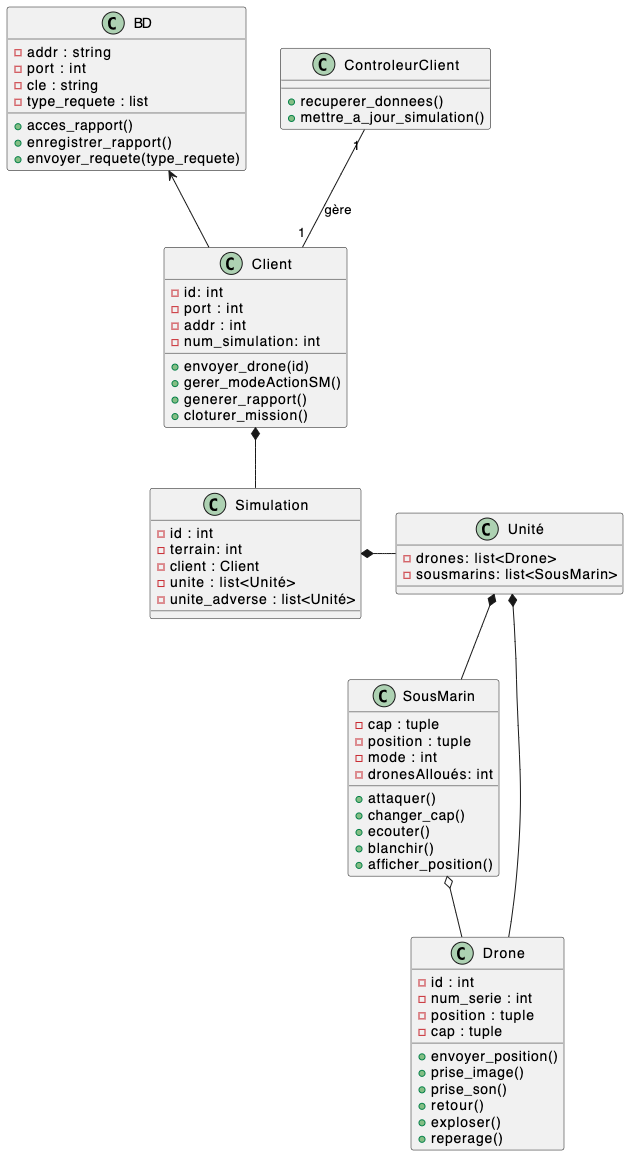 C BD
addr : string
port : int
cle : string
type_requete : list
acces_rapport()
enregistrer_rapport()
envoyer_requete(type_requete)
C ControleurClient
recuperer_donnees()
mettre_a_jour_simulation()
1
gère
1
C Client
id: int
port : int
addr : int
num_simulation: int
envoyer_drone(id)
gerer_modeActionSM()
generer_rapport()
cloturer_mission()
C Simulation
id : int
terrain: int
client : Client
unite : list<Unité>
unite_adverse : list<Unité>
C Unité
drones: list<Drone>
sousmarins: list<SousMarin>
C SousMarin
cap : tuple
position : tuple
mode : int
dronesAlloués: int
attaquer()
changer_cap()
ecouter()
blanchir()
afficher_position()
C Drone
id : int
num_serie : int
position : tuple
cap : tuple
envoyer_position()
prise_image()
prise_son()
retour()
exploser()
reperage()